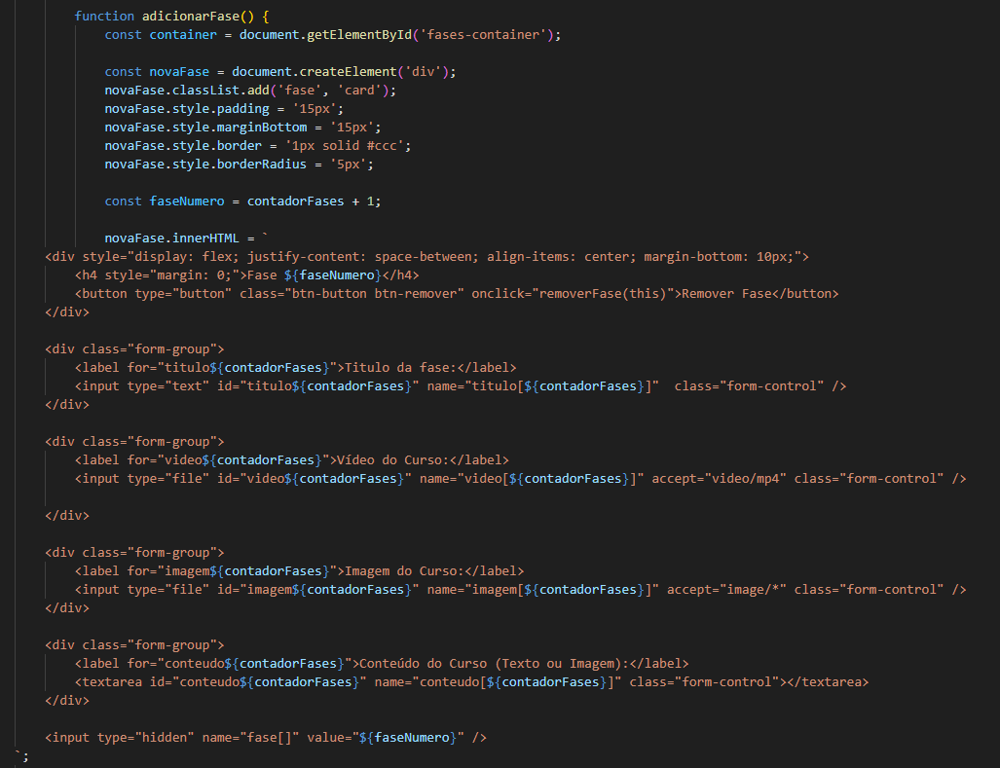 function adicionarFase() {
const container = document.getElementById('fases-container');
const novaFase = document.createElement('div');
novaFase.classList.add('fase', 'card');
novaFase.style.padding = '15px';
novaFase.style.marginBottom = '15px';
novaFase.style.border = '1px solid #ccc';
novaFase.style.borderRadius = '5px';
const faseNumero = contadorFases + 1;
novaFase.innerHTML = `
<div style="display: flex; justify-content: space-between; align-items: center; margin-bottom: 10px;">
<h4 style="margin: 0;">Fase ${faseNumero}</h4>
<button type="button" class="btn-button btn-remover" onclick="removerFase(this)">Remover Fase</button>
</div>
<div class="form-group">
<label for="titulo${contadorFases}">Titulo da fase:</label>
<input type="text" id="titulo${contadorFases}" name="titulo[${contadorFases}]"  class="form-control" />
</div>
<div class="form-group">
<label for="video${contadorFases}">Vídeo do Curso:</label>
<input type="file" id="video${contadorFases}" name="video[${contadorFases}]" accept="video/mp4" class="form-control" />
</div>
<div class="form-group">
<label for="imagem${contadorFases}">Imagem do Curso:</label>
<input type="file" id="imagem${contadorFases}" name="imagem[${contadorFases}]" accept="image/*" class="form-control" />
</div>
<div class="form-group">
<label for="conteudo${contadorFases}">Conteúdo do Curso (Texto ou Imagem):</label>
<textarea id="conteudo${contadorFases}" name="conteudo[${contadorFases}]" class="form-control"></textarea>
</div>
<input type="hidden" name="fase[]" value="${faseNumero}" />
`;